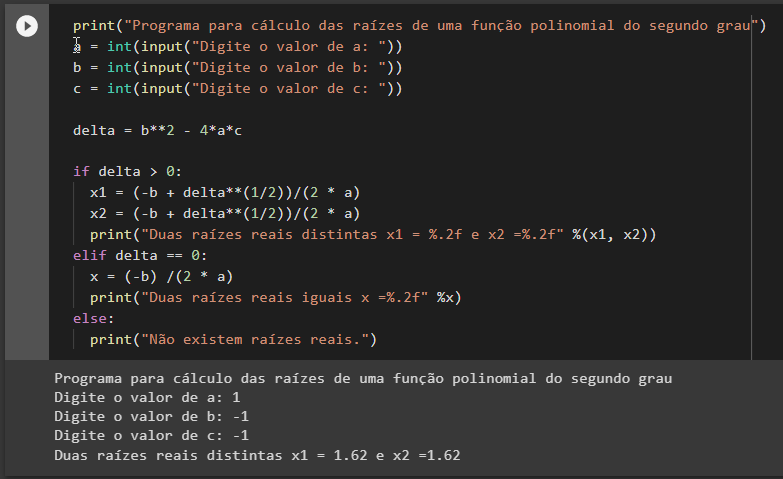 print("Programa para cálculo das raízes de uma função polinomial do segundo grau")
a = int(input("Digite o valor de a: "))
b = int(input("Digite o valor de b: "))
c = int(input("Digite o valor de c: "))
delta = b**2 - 4*a*c
if delta > 0:
x1 = (-b + delta**(1/2))/(2 * a)
x2 = (-b + delta**(1/2))/(2 * a)
print("Duas raízes reais distintas x1 = %.2f e x2 =%.2f" %(x1, x2))
elif delta == 0:
x = (-b) /(2 * a)
print("Duas raízes reais iguais x =%.2f" %x)
else:
print("Não existem raízes reais.")
Programa para cálculo das raízes de uma função polinomial do segundo grau
Digite o valor de a: 1
Digite o valor de b: -1
Digite o valor de c: -1
Duas raízes reais distintas x1 = 1.62 e x2 =1.62